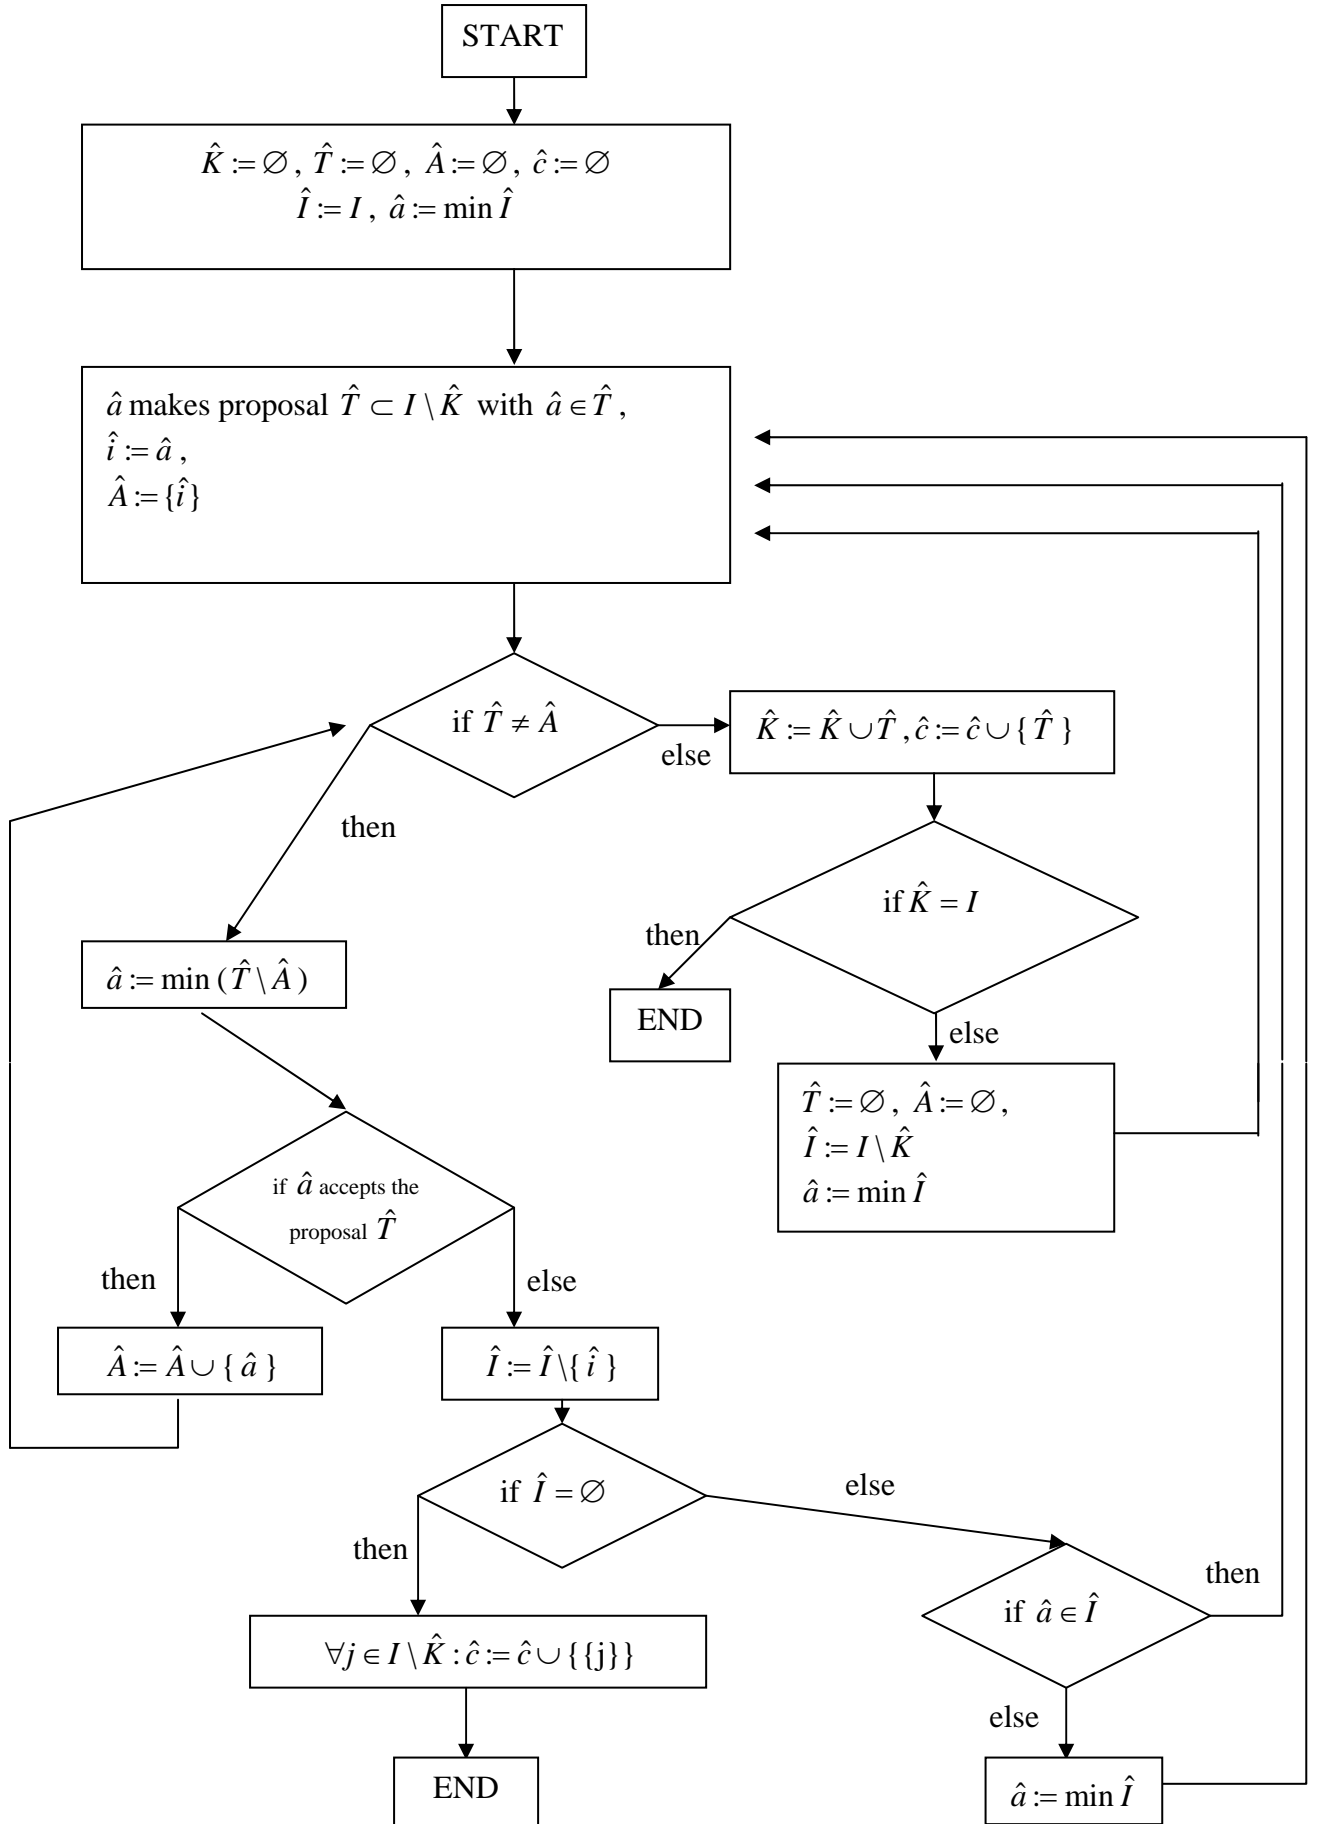 START
K̂ := ∅, T̂ := ∅, Â := ∅, ĉ := ∅
Î := I, â := min Î
â makes proposal T̂ ⊂ I \ K̂ with â ∈ T̂,
î := â,
Â := {î}
if T̂ ≠ Â
else
K̂ := K̂ ∪ T̂, ĉ := ĉ ∪ { T̂ }
then
if K̂ = I
then
â := min (T̂ \ Â)
END
else
T̂ := ∅, Â := ∅,
Î := I \ K̂
â := min Î
if â accepts the
proposal T̂
then
else
Â := Â ∪ { â }
Î := Î \{ î }
if Î = ∅
else
then
then
if â ∈ Î
∀j ∈ I \ K̂ : ĉ := ĉ ∪ { {j}}
else
END
â := min Î